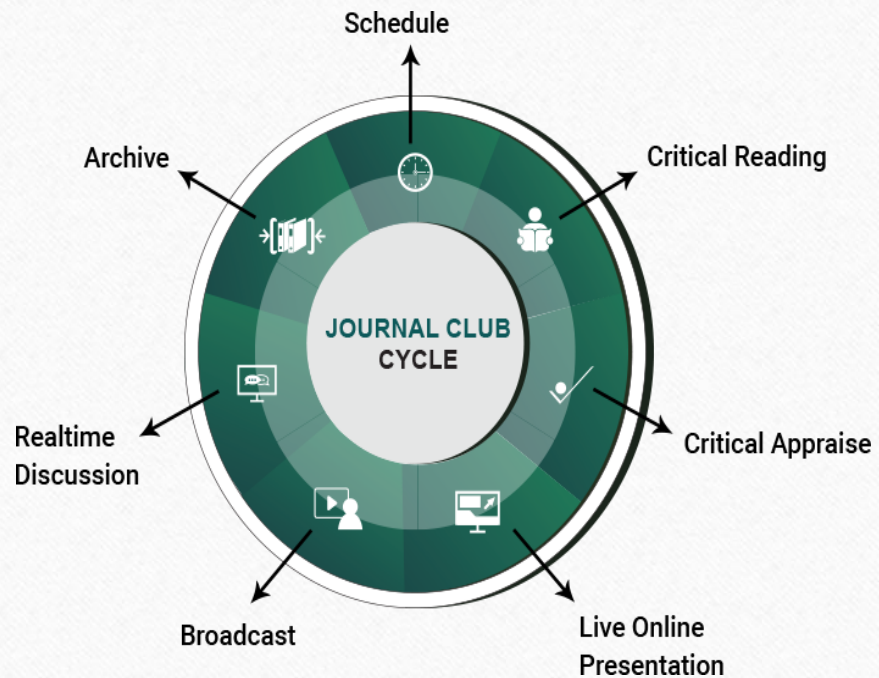 Schedule
Archive
Critical Reading
JOURNAL CLUB
CYCLE
Realtime
Discussion
Critical Appraise
Broadcast
Live Online
Presentation